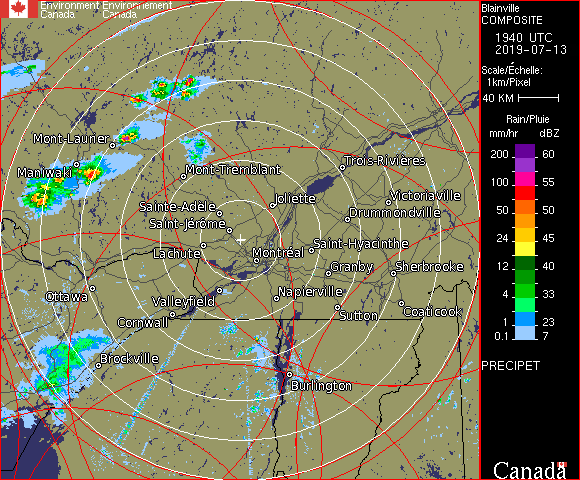 Environment Environnement
Canada Canada
Blainville
COMPOSITE
1940 UTC
2019-07-13
Scale/Échelle:
1km/Pixel
40 KM
Rain/Pluie
mm/hr dBZ
200 60
100 55
50 50
24 45
12 40
4 33
1 23
0.1 7
PRECIPET
Canada
Mont-Laurier
Maniwaki
Mont-Tremblant
Trois-Rivières
Sainte-Adèle
Joliette
Victoriaville
Drummondville
Saint-Jérôme
Lachute
Montréal
Saint-Hyacinthe
Granby
Sherbrooke
Ottawa
Valleyfield
Napierville
Cornwall
Sutton
Coaticook
Brockville
Burlington